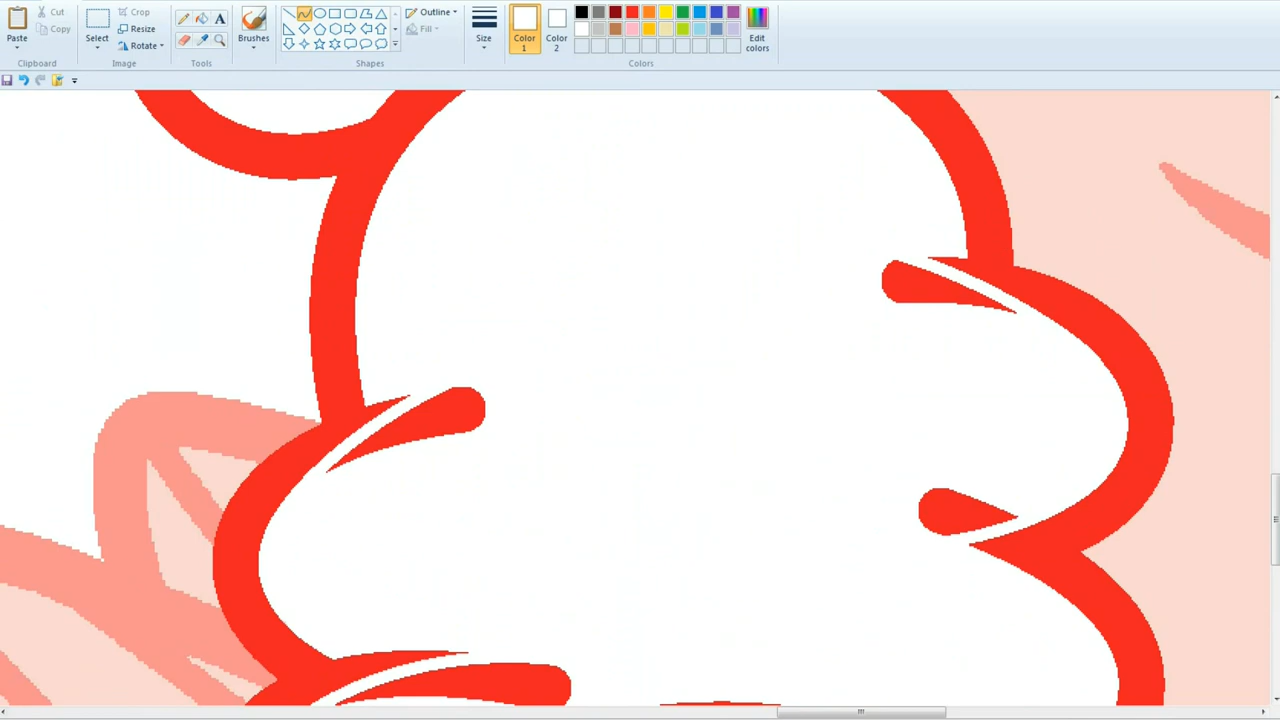 Paste
Cut
Copy
Clipboard
Select
Crop
Resize
Rotate
Image
A
Tools
Brushes
Outline
Fill
Shapes
Size
Color
1
Color
2
Edit
colors
Colors